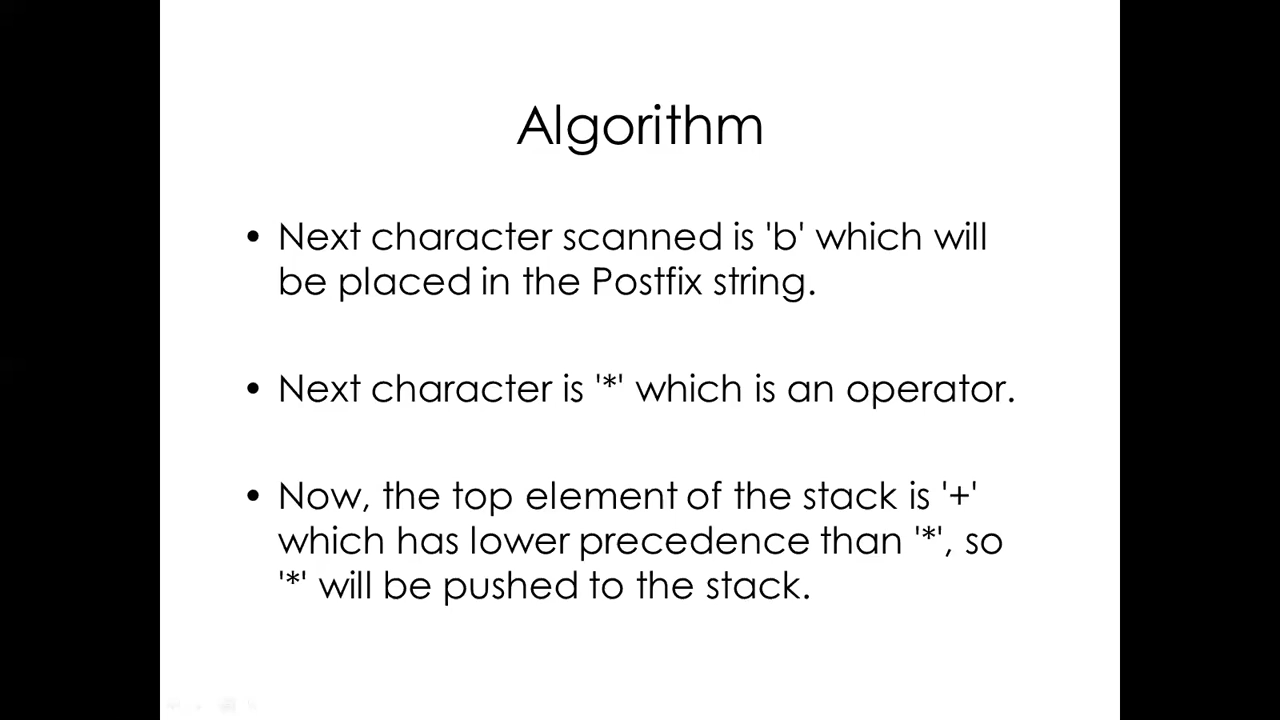 Algorithm
• Next character scanned is 'b' which will
be placed in the Postfix string.
• Next character is '*' which is an operator.
• Now, the top element of the stack is '+'
which has lower precedence than '*', so
'*' will be pushed to the stack.